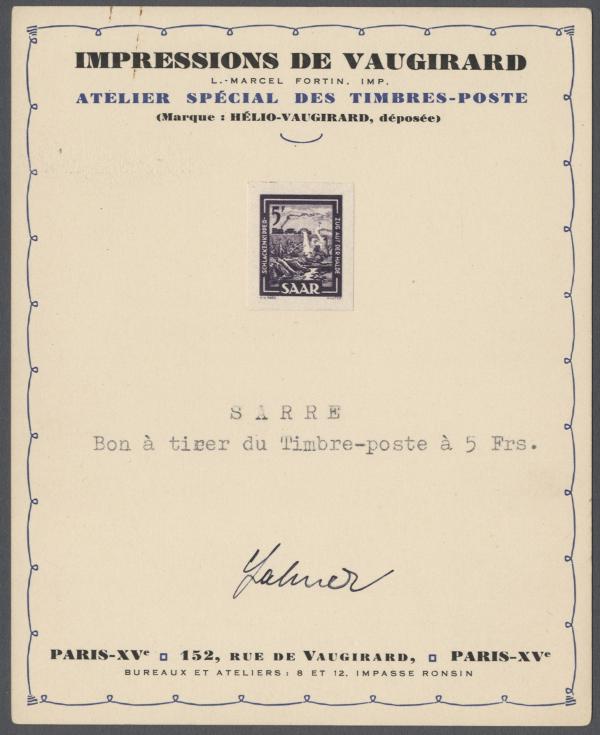 IMPRESSIONS DE VAUGIRARD
L.-MARCEL FORTIN, IMP.
ATELIER SPÉCIAL DES TIMBRES-POSTE
(Marque : HÉLIO-VAUGIRARD, déposée)
5F
SCHLACKENKIPPER-
ZUG AUF DER HALDE
SAAR
S A R R E
Bon à tirer du Timbre-poste à 5 Frs.
PARIS-XVe 152, RUE DE VAUGIRARD, PARIS-XVe
BUREAUX ET ATELIERS : 8 ET 12, IMPASSE RONSIN